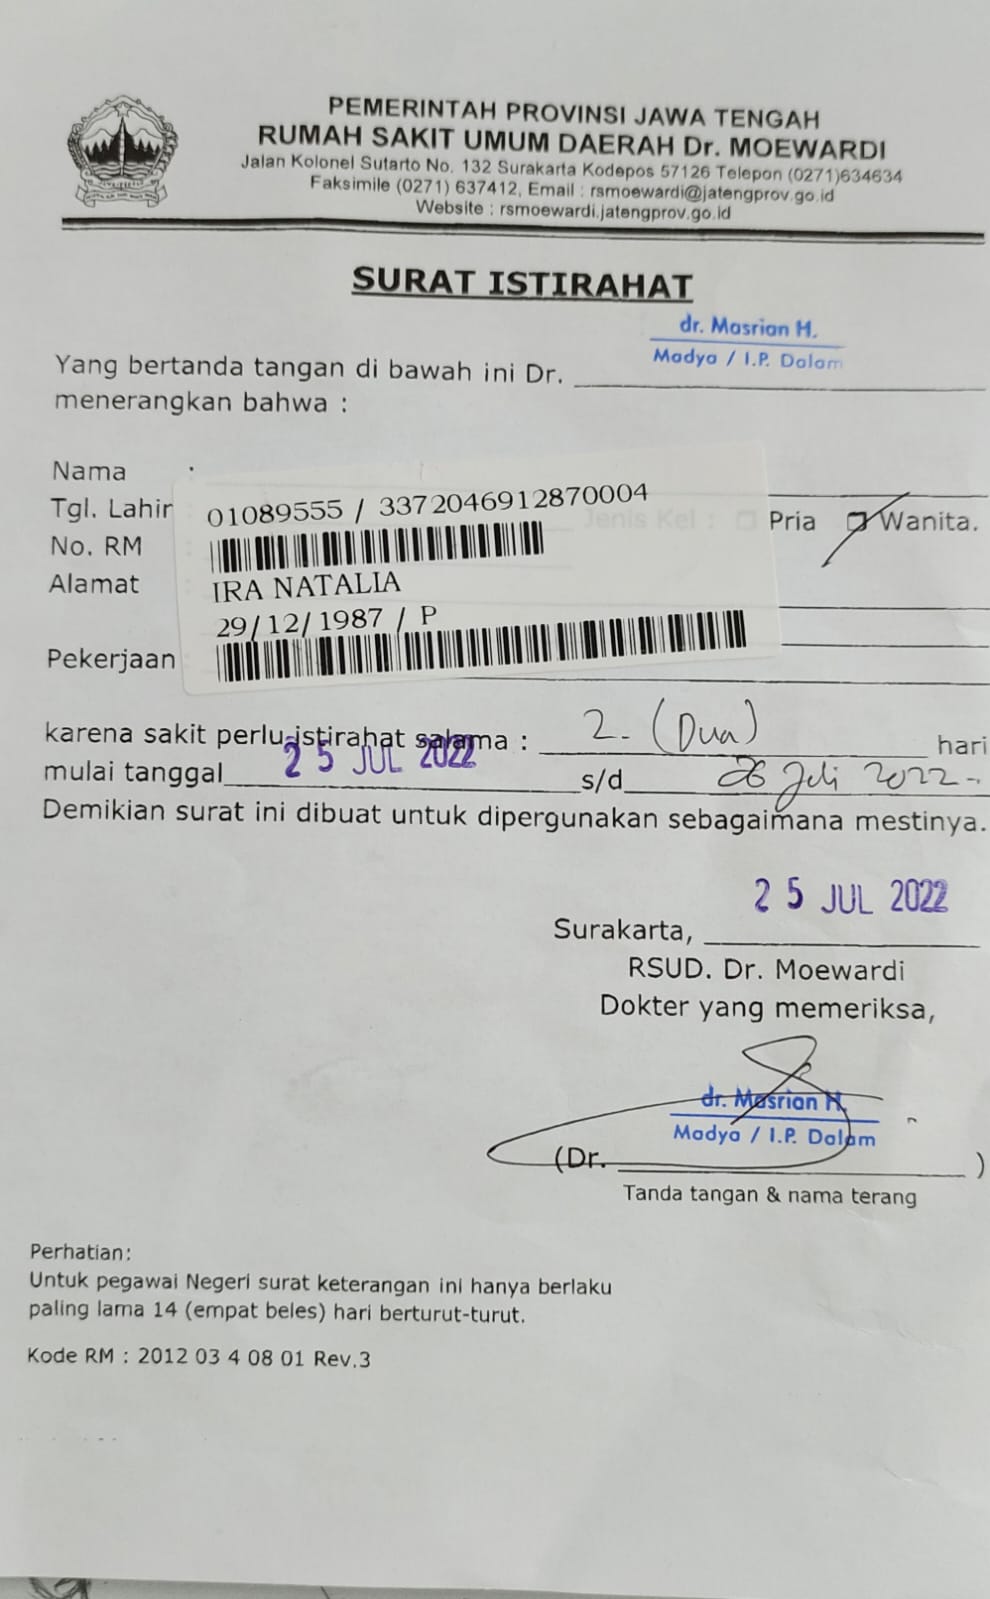 PEMERINTAH PROVINSI JAWA TENGAH
RUMAH SAKIT UMUM DAERAH Dr. MOEWARDI
Jalan Kolonel Sutarto No. 132 Surakarta Kodepos 57126 Telepon (0271)634634
Faksimile (0271) 637412, Email : rsmoewardi@jatengprov.go.id
Website : rsmoewardi.jatengprov.go.id
SURAT ISTIRAHAT
dr. Masrian H.
Madya / I.P. Dalam
Yang bertanda tangan di bawah ini Dr.
menerangkan bahwa :
Nama :
Tgl. Lahir 01089555 / 3372046912870004 Jenis Kel : Pria Wanita.
No. RM
Alamat IRA NATALIA
29/12/1987 / P
Pekerjaan
karena sakit perlu istirahat salama : 2. (Dua) hari
mulai tanggal 25 JUL 2022 s/d 26 Juli 2022
Demikian surat ini dibuat untuk dipergunakan sebagaimana mestinya.
25 JUL 2022
Surakarta,
RSUD. Dr. Moewardi
Dokter yang memeriksa,
dr. Masrian H.
Madya / I.P. Dalam
(Dr. )
Tanda tangan & nama terang
Perhatian:
Untuk pegawai Negeri surat keterangan ini hanya berlaku
paling lama 14 (empat beles) hari berturut-turut.
Kode RM : 2012 03 4 08 01 Rev.3